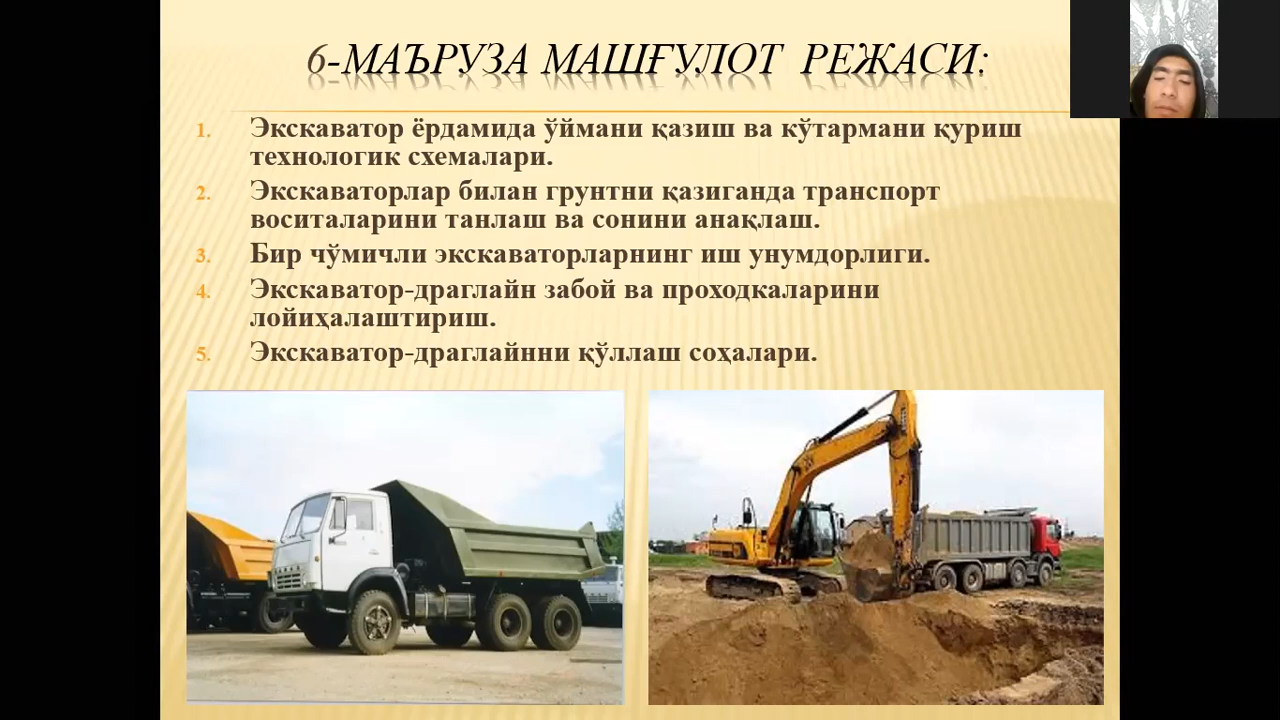 6-МАЪРУЗА МАШҒУЛОТ РЕЖАСИ:
1. Экскаватор ёрдамида ўймани қазиш ва кўтармани қуриш
технологик схемалари.
2. Экскаваторлар билан грунтни қазиганда транспорт
воситаларини танлаш ва сонини анақлаш.
3. Бир чўмичли экскаваторларнинг иш унумдорлиги.
4. Экскаватор-драглайн забой ва проходкаларини
лойиҳалаштириш.
5. Экскаватор-драглайнни қўллаш соҳалари.